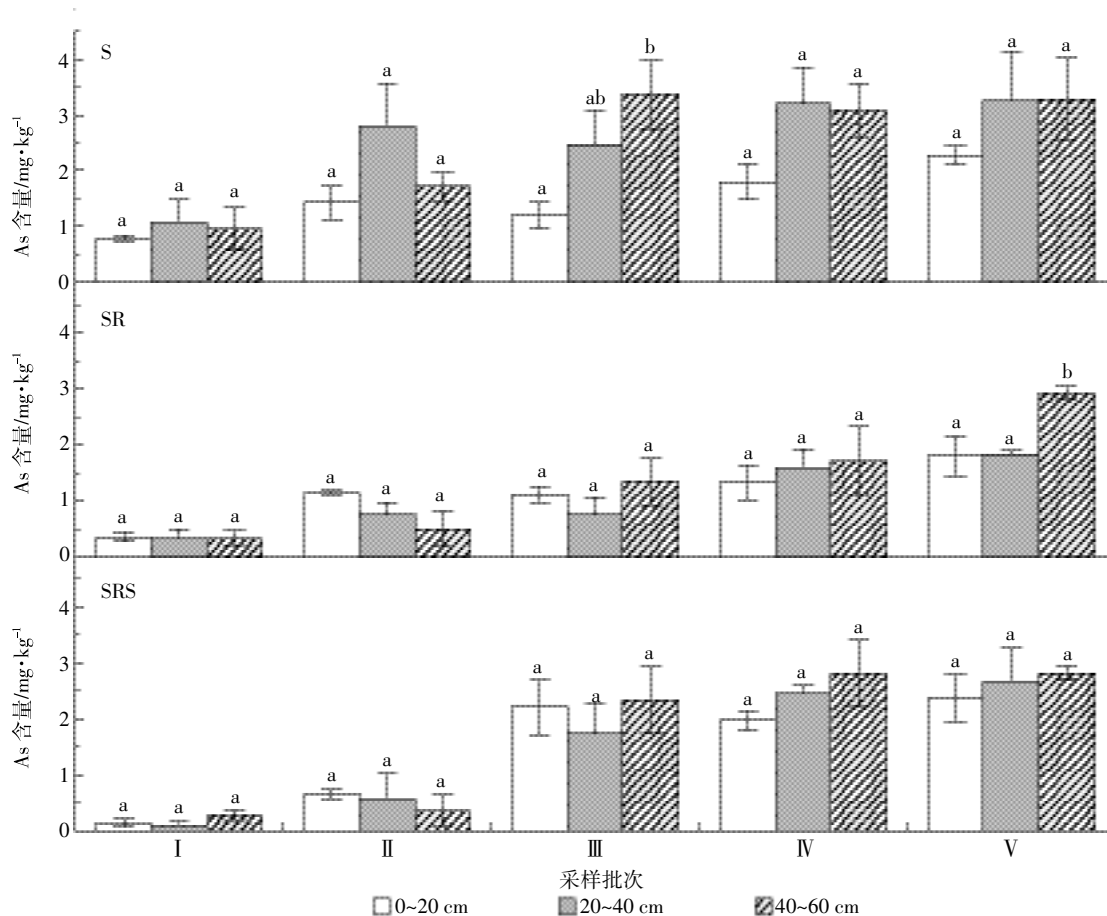 S
As 含量/mg·kg⁻¹
4
3
2
1
0
a a a
a a a
a ab b
a a a
a a a
SR
As 含量/mg·kg⁻¹
4
3
2
1
0
a a a
a a a
a a a
a a a
a a b
SRS
As 含量/mg·kg⁻¹
4
3
2
1
0
a a a
a a a
a a a
a a a
a a a
Ⅰ Ⅱ Ⅲ Ⅳ Ⅴ
采样批次
0~20 cm 20~40 cm 40~60 cm